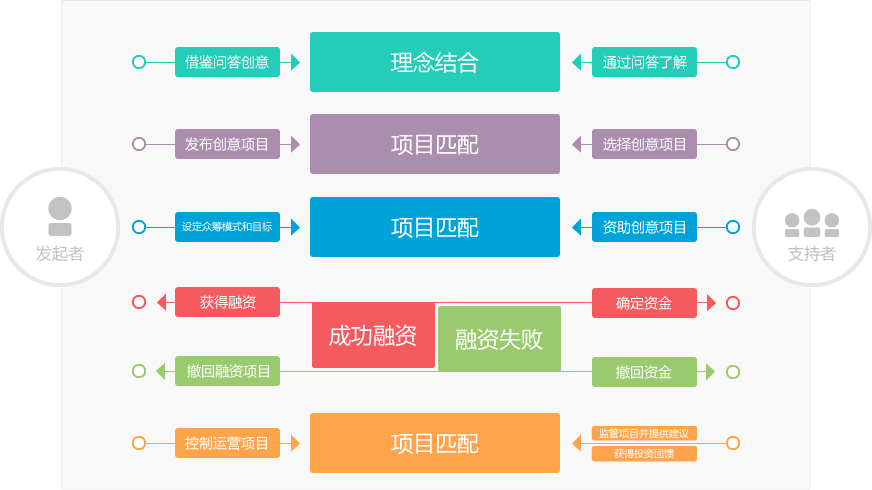 借鉴问答创意
理念结合
通过问答了解
发布创意项目
项目匹配
选择创意项目
设定众筹模式和目标
项目匹配
资助创意项目
发起者
支持者
获得融资
确定资金
成功融资
融资失败
撤回融资项目
撤回资金
控制运营项目
项目匹配
监管项目并提供建议
获得投资回馈